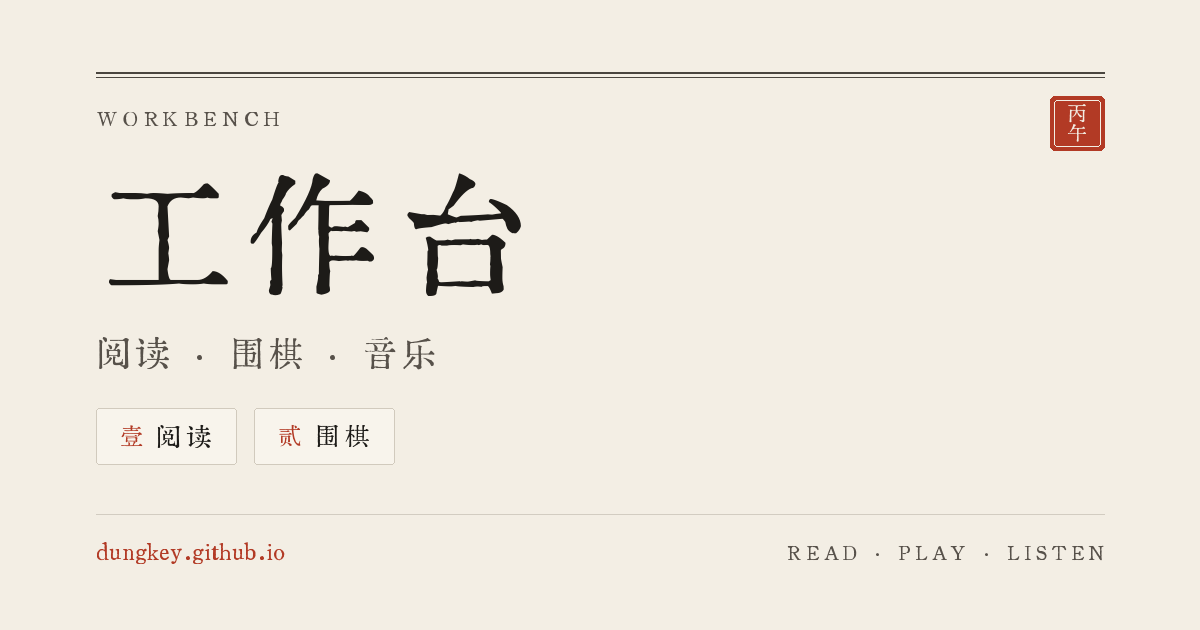 WORKBENCH
丙午
工作台
阅读 · 围棋 · 音乐
壹 阅读
贰 围棋
dungkey.github.io
READ · PLAY · LISTEN